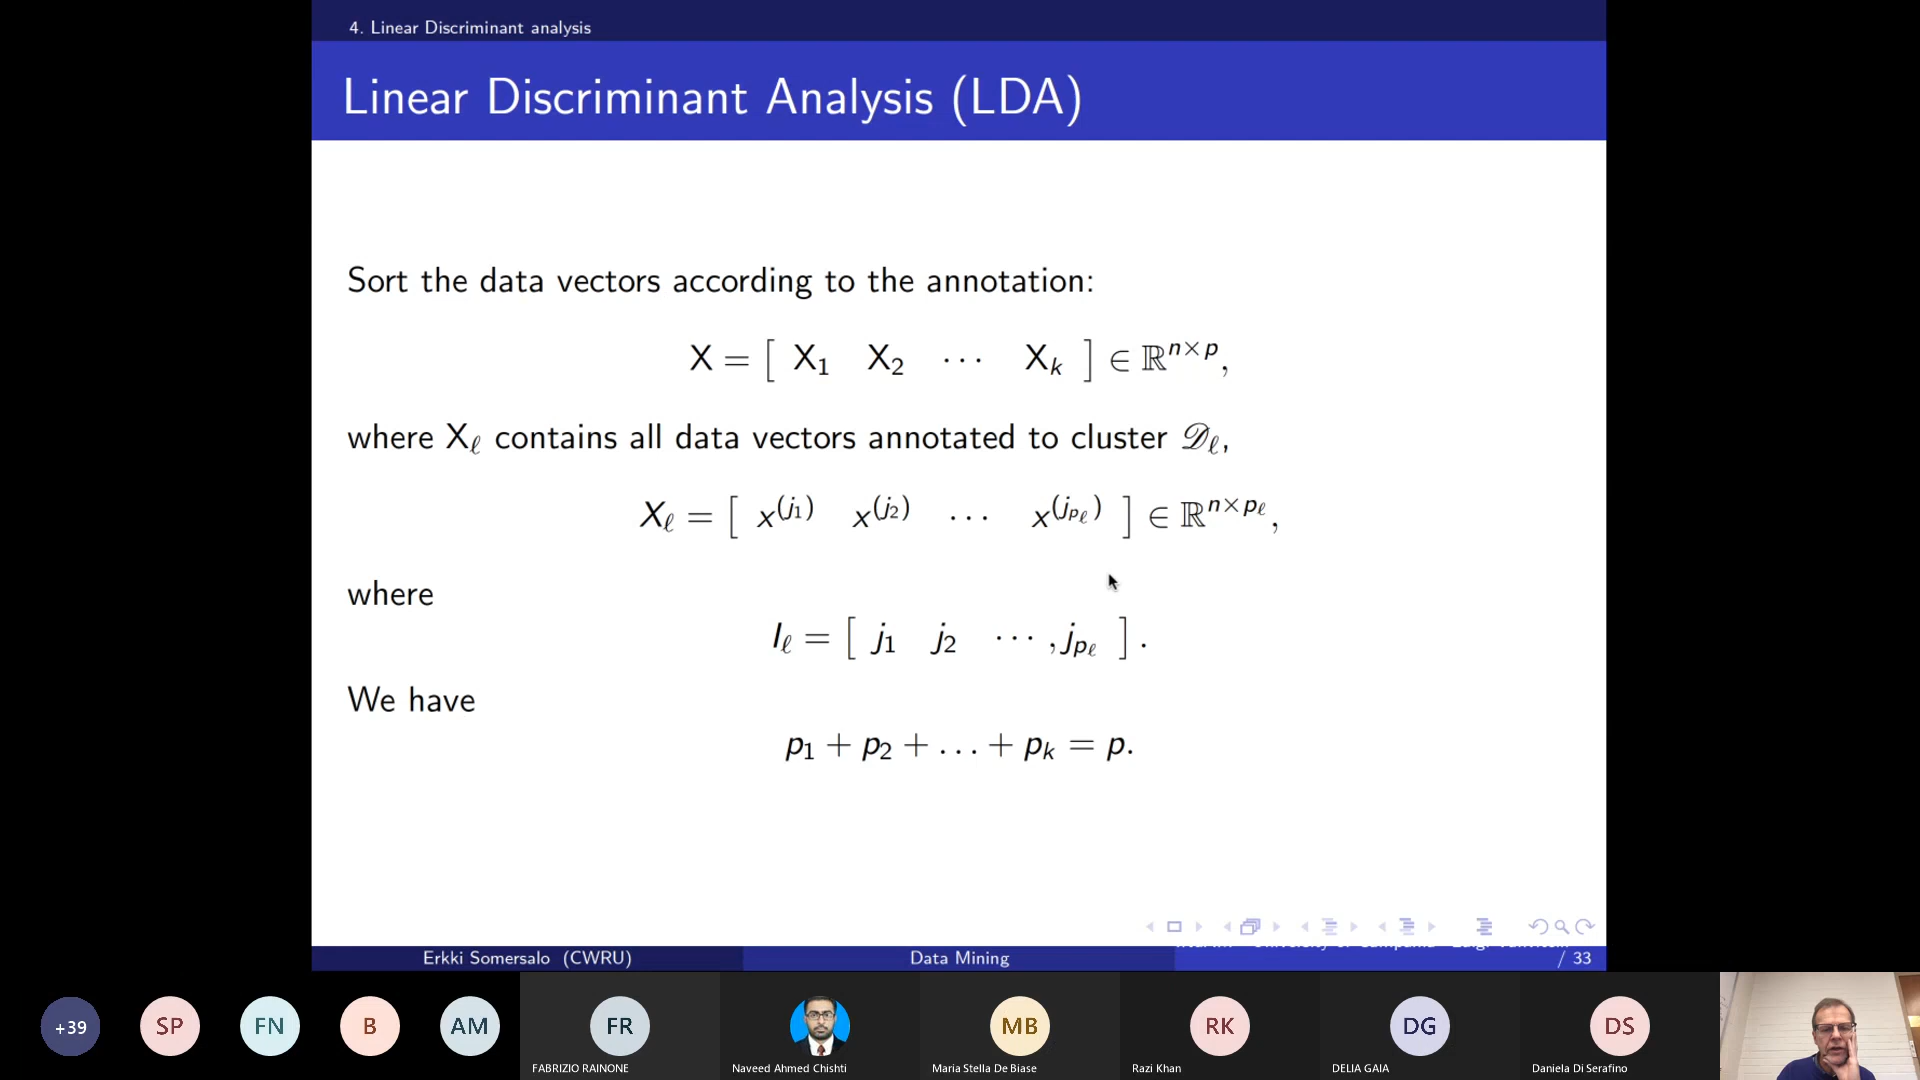 4. Linear Discriminant analysis
Linear Discriminant Analysis (LDA)
Sort the data vectors according to the annotation:
X = [ X₁ X₂ ⋯ Xₖ ] ∈ ℝⁿˣᵖ,
where X_ℓ contains all data vectors annotated to cluster 𝒟_ℓ,
X_ℓ = [ x^(j₁) x^(j₂) ⋯ x^(j_{p_ℓ}) ] ∈ ℝ^{n×p_ℓ},
where
I_ℓ = [ j₁ j₂ ⋯ , j_{p_ℓ} ] .
We have
p₁ + p₂ + … + pₖ = p.
Erkki Somersalo (CWRU) Data Mining / 33
+39 SP FN B AM FR MB RK DG DS
FABRIZIO RAINONE Naveed Ahmed Chishti Maria Stella De Biase Razi Khan DELIA GAIA Daniela Di Serafino